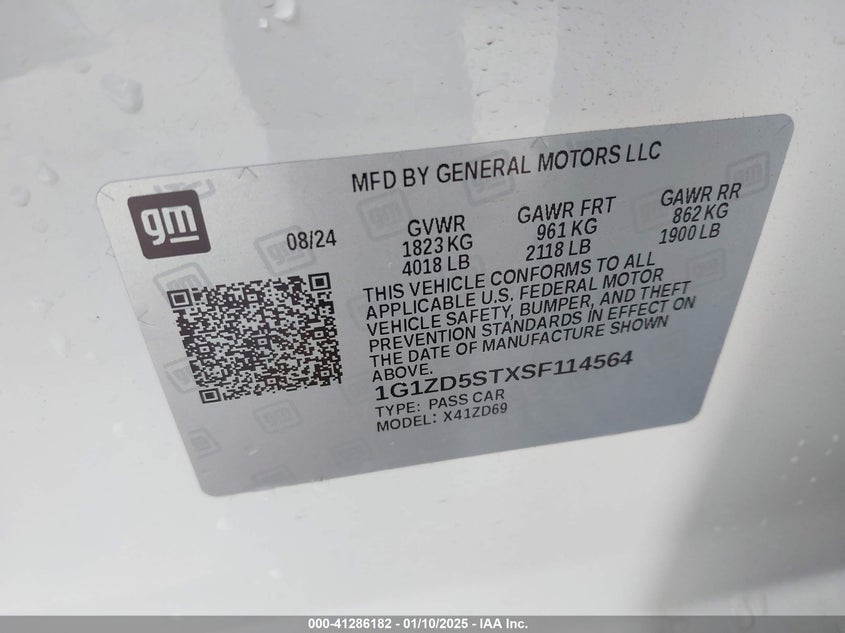 MFD BY GENERAL MOTORS LLC
gm
08/24
GVWR
1823 KG
4018 LB
GAWR FRT
961 KG
2118 LB
GAWR RR
862 KG
1900 LB
THIS VEHICLE CONFORMS TO ALL
APPLICABLE U.S. FEDERAL MOTOR
VEHICLE SAFETY, BUMPER, AND THEFT
PREVENTION STANDARDS IN EFFECT ON
THE DATE OF MANUFACTURE SHOWN
ABOVE.
1G1ZD5STXSF114564
TYPE: PASS CAR
MODEL: X41ZD69
000-41286182 - 01/10/2025 - IAA Inc.